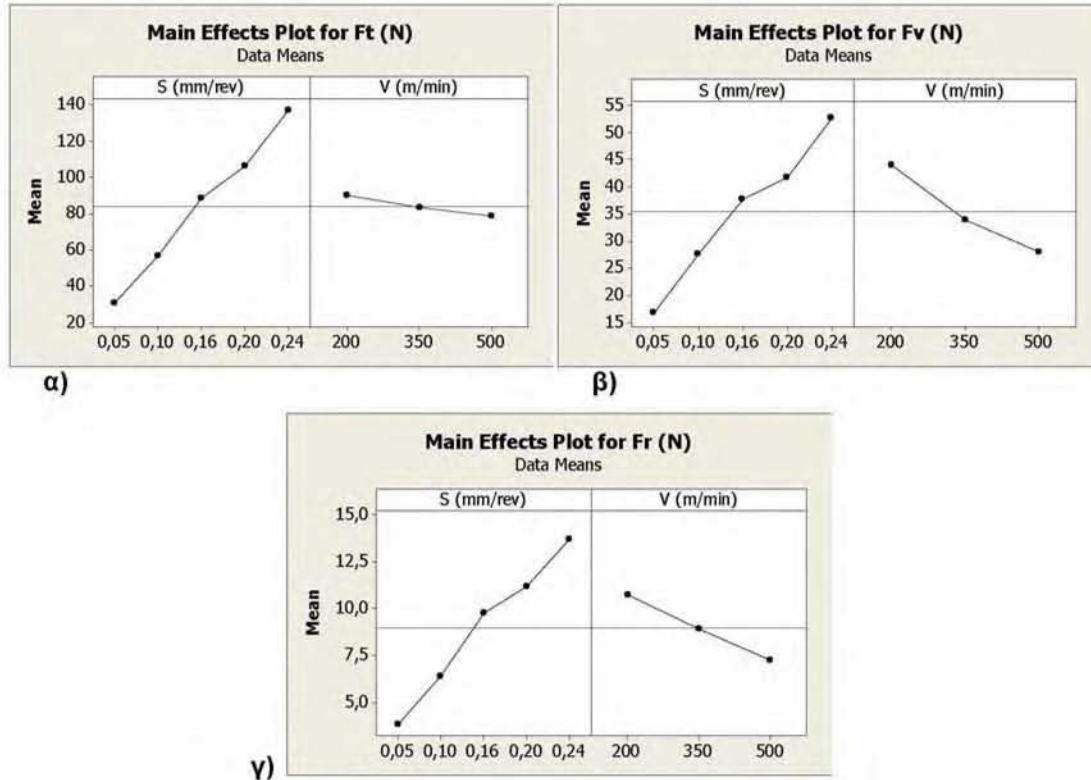 Main Effects Plot for Ft (N)
Data Means
S (mm/rev) V (m/min)
140
120
100
80
60
40
20
Mean
0,05 0,10 0,16 0,20 0,24 200 350 500
α)
Main Effects Plot for Fv (N)
Data Means
S (mm/rev) V (m/min)
55
50
45
40
35
30
25
20
15
Mean
0,05 0,10 0,16 0,20 0,24 200 350 500
β)
Main Effects Plot for Fr (N)
Data Means
S (mm/rev) V (m/min)
15,0
12,5
10,0
7,5
5,0
Mean
0,05 0,10 0,16 0,20 0,24 200 350 500
γ)